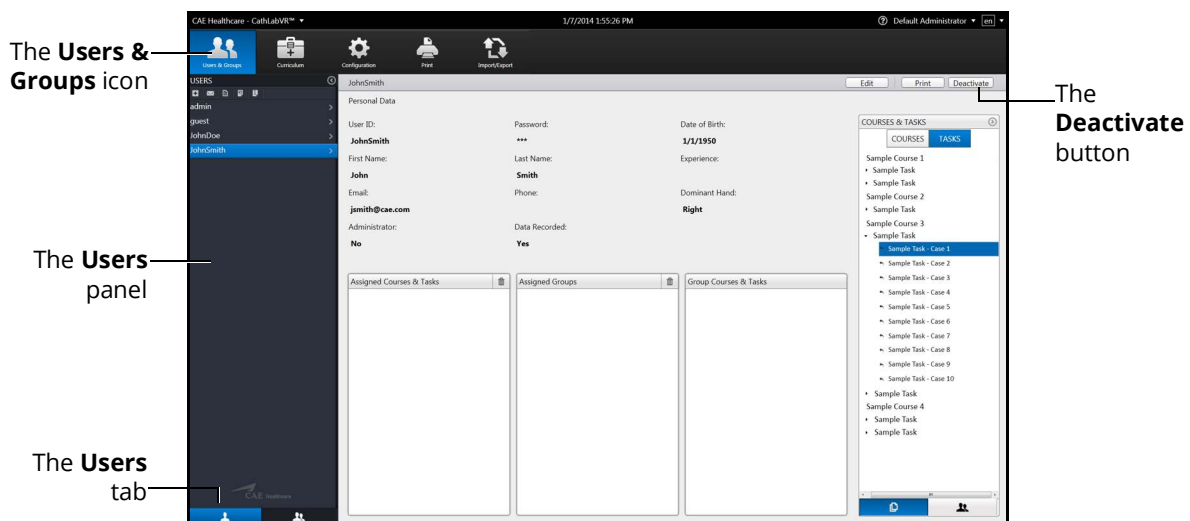 CAE Healthcare - CathLabVR™
1/7/2014 1:55:26 PM
Default Administrator
en
The Users &
Groups icon
Users & Groups
Curriculum
Configuration
Print
Import/Export
USERS
admin
guest
JohnDoe
JohnSmith
JohnSmith
Edit
Print
Deactivate
The
Deactivate
button
Personal Data
User ID:
Password:
Date of Birth:
JohnSmith
***
1/1/1950
First Name:
Last Name:
Experience:
John
Smith
Email:
Phone:
Dominant Hand:
jsmith@cae.com
Right
Administrator:
Data Recorded:
No
Yes
The Users
panel
Assigned Courses & Tasks
Assigned Groups
Group Courses & Tasks
COURSES & TASKS
COURSES
TASKS
Sample Course 1
Sample Task
Sample Task
Sample Course 2
Sample Task
Sample Course 3
Sample Task
Sample Task - Case 1
Sample Task - Case 2
Sample Task - Case 3
Sample Task - Case 4
Sample Task - Case 5
Sample Task - Case 6
Sample Task - Case 7
Sample Task - Case 8
Sample Task - Case 9
Sample Task - Case 10
Sample Task
Sample Course 4
Sample Task
Sample Task
The Users
tab
CAE Healthcare